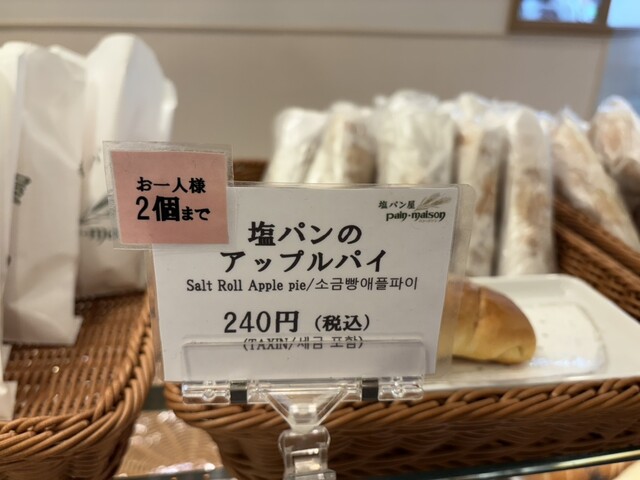 お一人様
2個まで
塩パン屋
pain·maison
塩パンの
アップルパイ
Salt Roll Apple pie/소금빵애플파이
240円 (税込)
(TAXIN/세금 포함)